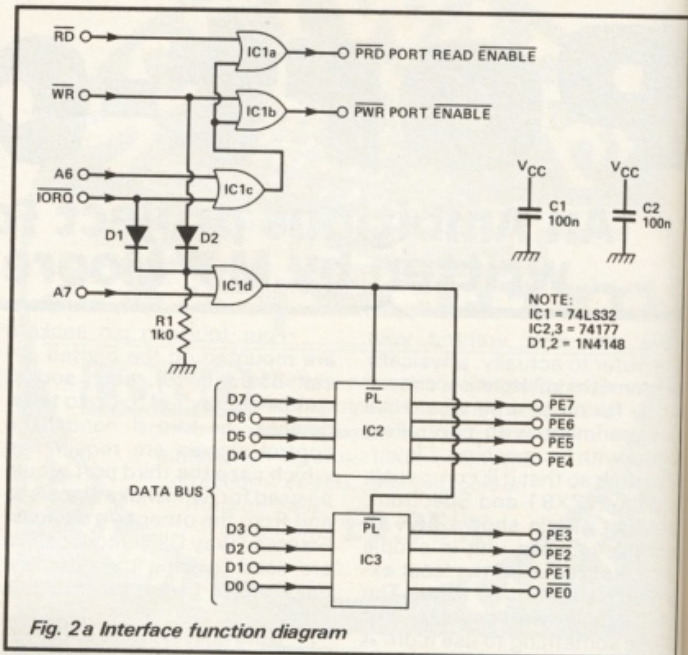 RD
IC1a
PRD PORT READ ENABLE
WR
IC1b
PWR PORT ENABLE
A6
IORQ
IC1c
VCC
C1
100n
VCC
C2
100n
D1
D2
A7
IC1d
R1
1k0
NOTE:
IC1 = 74LS32
IC2,3 = 74177
D1,2 = 1N4148
PL
IC2
D7
D6
D5
D4
PE7
PE6
PE5
PE4
DATA BUS
PL
IC3
D3
D2
D1
D0
PE3
PE2
PE1
PE0
Fig. 2a Interface function diagram